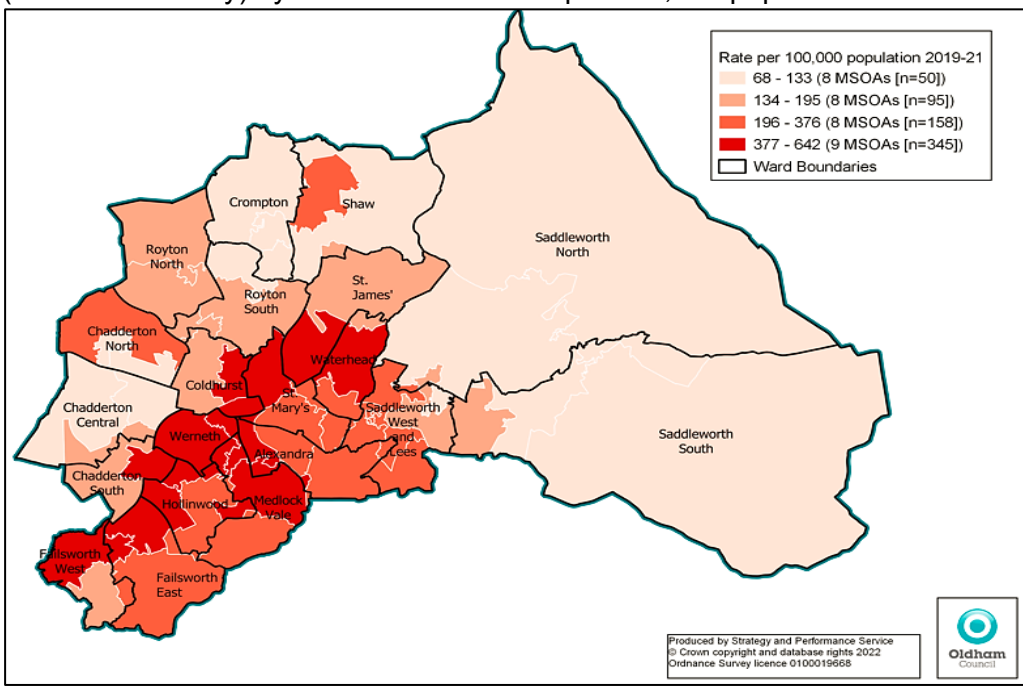 Rate per 100,000 population 2019-21
68 - 133 (8 MSOAs [n=50])
134 - 195 (8 MSOAs [n=95])
196 - 376 (8 MSOAs [n=158])
377 - 642 (9 MSOAs [n=345])
Ward Boundaries
Crompton
Shaw
Saddleworth
North
Royton
North
St.
James'
Royton
South
Chadderton
North
Waterhead
Coldhurst
St.
Mary's
Saddleworth
West
and
Lees
Chadderton
Central
Werneth
Saddleworth
South
Alexandra
Chadderton
South
Hollinwood
Medlock
Vale
Failsworth
West
Failsworth
East
Produced by Strategy and Performance Service
© Crown copyright and database rights 2022
Ordnance Survey licence 0100019668
Oldham
Council